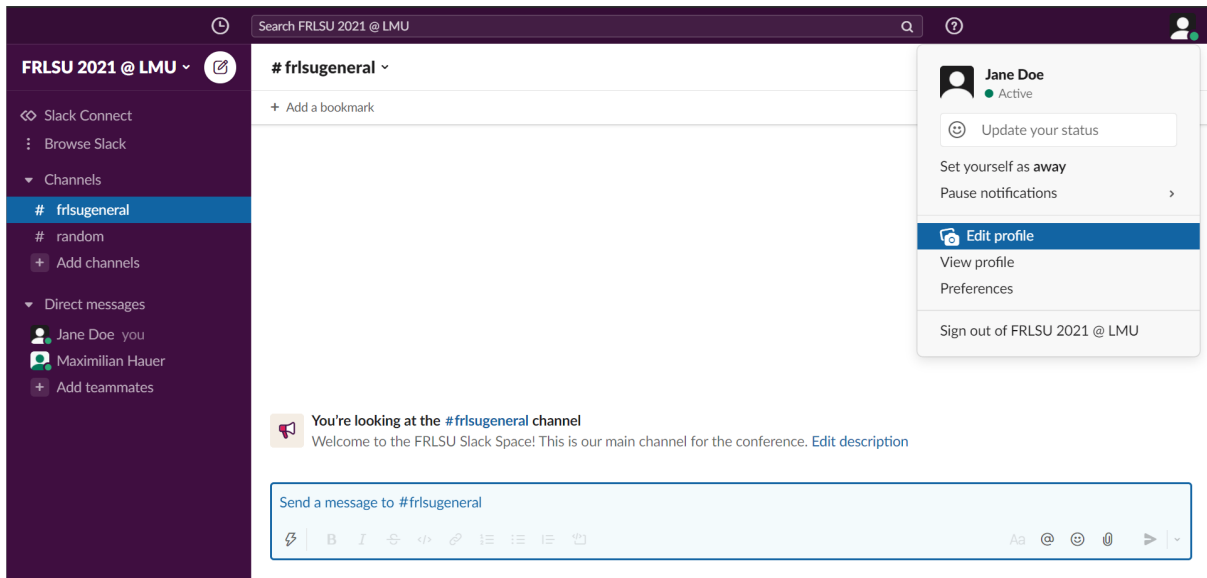 Search FRLSU 2021 @ LMU
FRLSU 2021 @ LMU
Slack Connect
Browse Slack
Channels
# frlsugeneral
# random
+ Add channels
Direct messages
Jane Doe you
Maximilian Hauer
+ Add teammates
# frlsugeneral
+ Add a bookmark
You're looking at the #frlsugeneral channel
Welcome to the FRLSU Slack Space! This is our main channel for the conference. Edit description
Send a message to #frlsugeneral
B I S </>
Aa @
Jane Doe
Active
Update your status
Set yourself as away
Pause notifications
Edit profile
View profile
Preferences
Sign out of FRLSU 2021 @ LMU